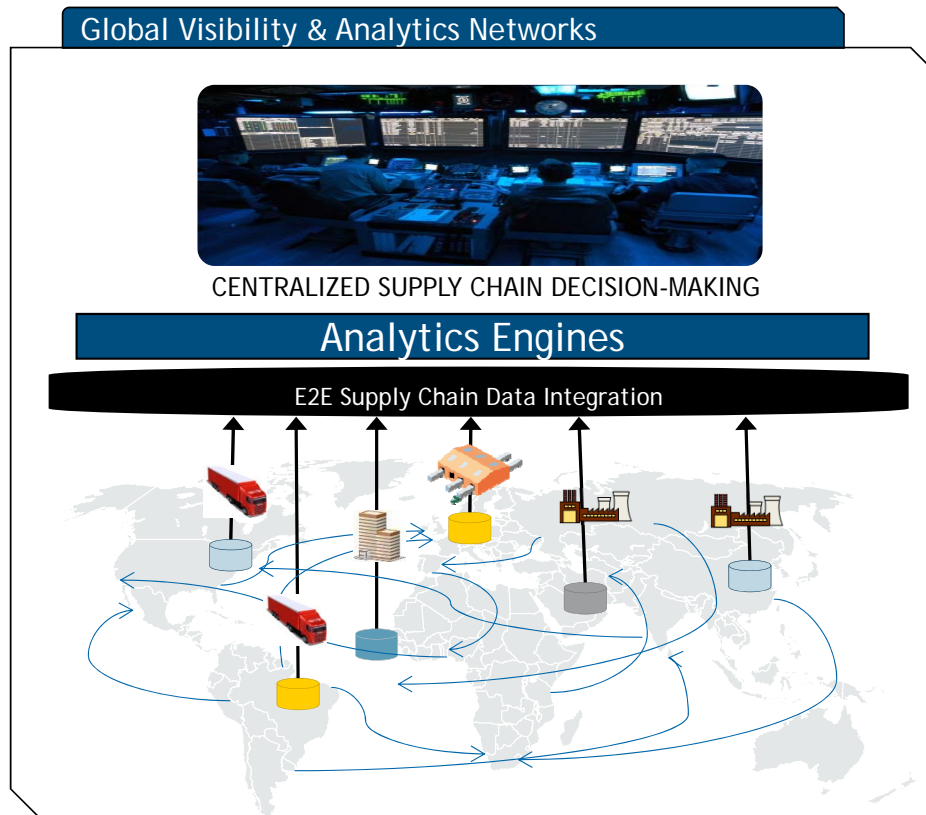 Global Visibility & Analytics Networks
CENTRALIZED SUPPLY CHAIN DECISION-MAKING
Analytics Engines
E2E Supply Chain Data Integration